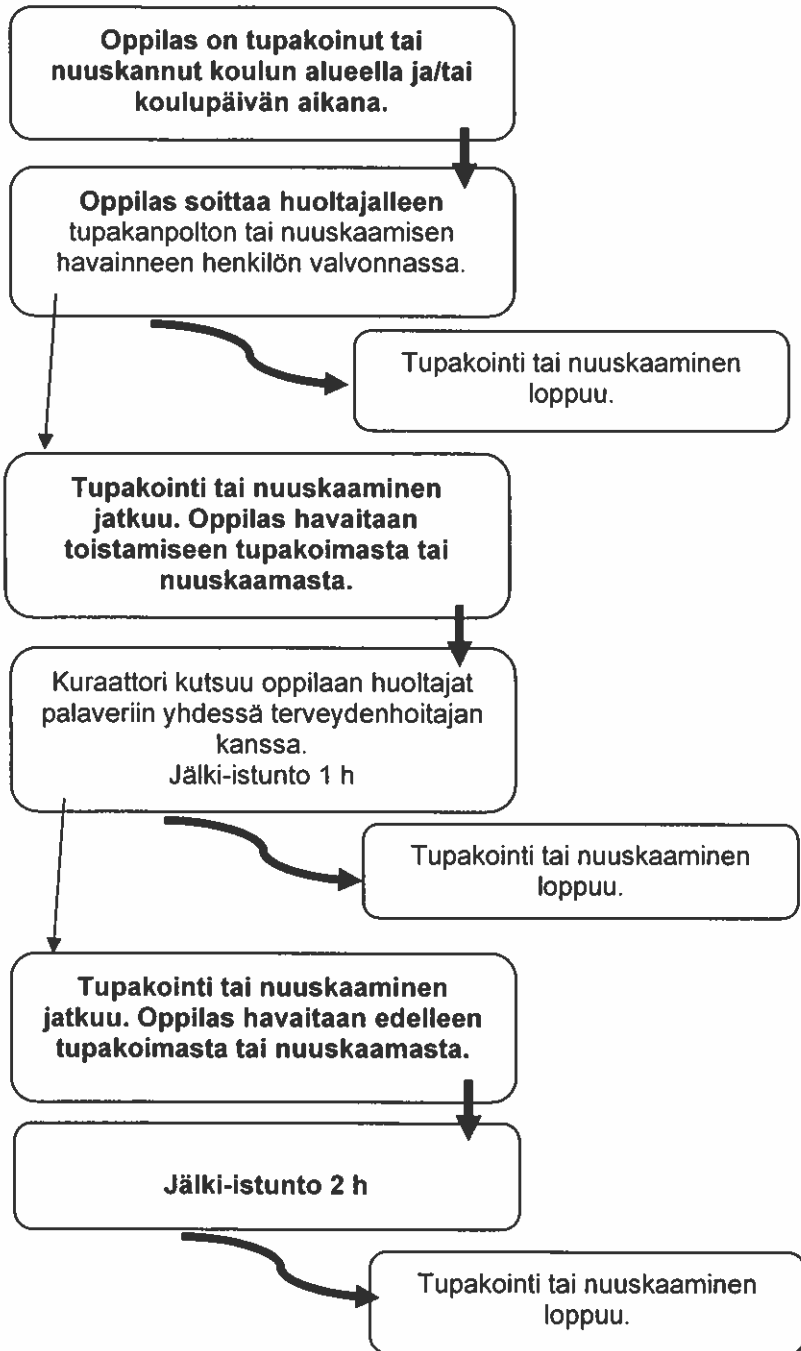 Oppilas on tupakoinut tai
nuuskannut koulun alueella ja/tai
koulupäivän aikana.
Oppilas soittaa huoltajalleen
tupakanpolton tai nuuskaamisen
havainneen henkilön valvonnassa.
Tupakointi tai nuuskaaminen
loppuu.
Tupakointi tai nuuskaaminen
jatkuu. Oppilas havaitaan
toistamiseen tupakoimasta tai
nuuskaamasta.
Kuraattori kutsuu oppilaan huoltajat
palaveriin yhdessä terveydenhoitajan
kanssa.
Jälki-istunto 1 h
Tupakointi tai nuuskaaminen
loppuu.
Tupakointi tai nuuskaaminen
jatkuu. Oppilas havaitaan edelleen
tupakoimasta tai nuuskaamasta.
Jälki-istunto 2 h
Tupakointi tai nuuskaaminen
loppuu.